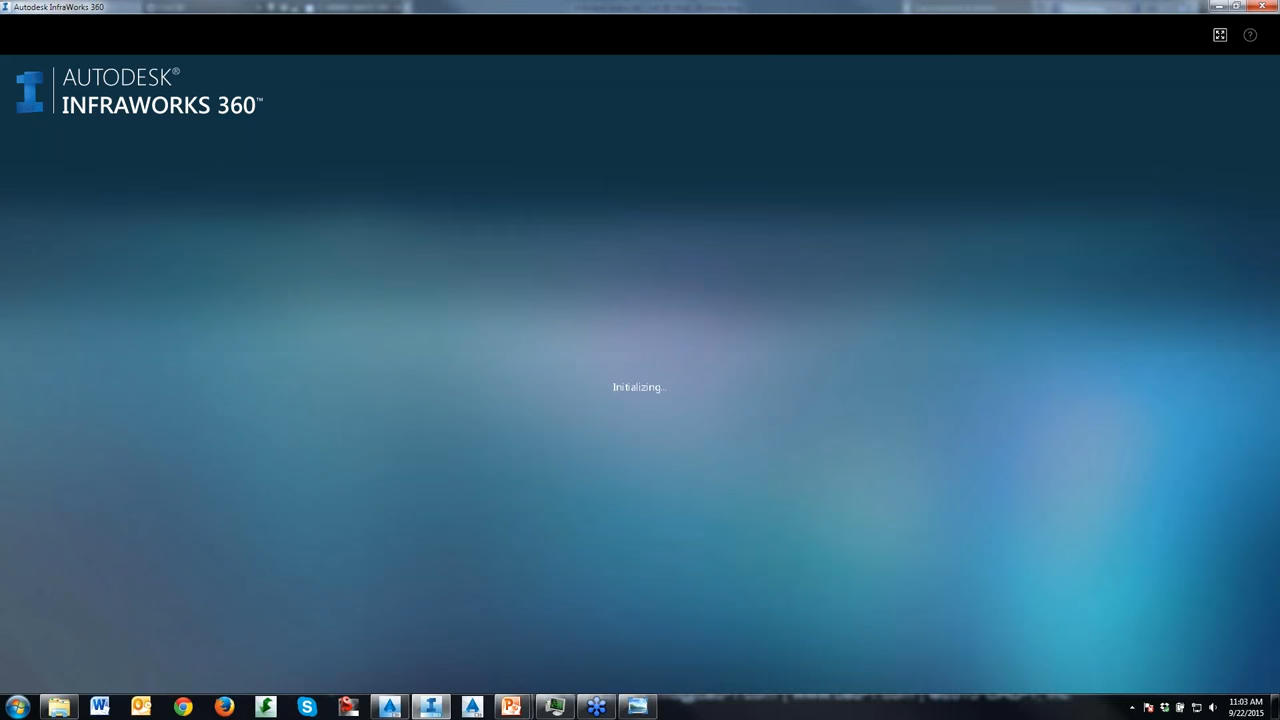 Autodesk InfraWorks 360
AUTODESK®
INFRAWORKS 360™
Initializing...
11:03 AM
9/22/2015